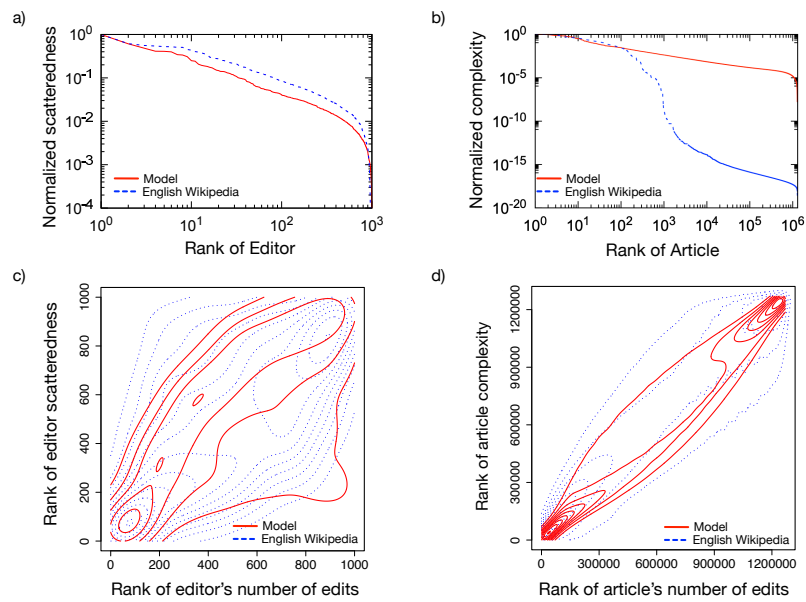 a)
Normalized scatteredness
10^0
10^-1
10^-2
10^-3
10^-4
Model
English Wikipedia
10^0 10^1 10^2 10^3
Rank of Editor
b)
Normalized complexity
10^0
10^-5
10^-10
10^-15
10^-20
Model
English Wikipedia
10^0 10^1 10^2 10^3 10^4 10^5 10^6
Rank of Article
c)
Rank of editor scatteredness
1000
800
600
400
200
0
Model
English Wikipedia
0 200 400 600 800 1000
Rank of editor's number of edits
d)
Rank of article complexity
1200000
900000
600000
300000
0
Model
English Wikipedia
0 300000 600000 900000 1200000
Rank of article's number of edits